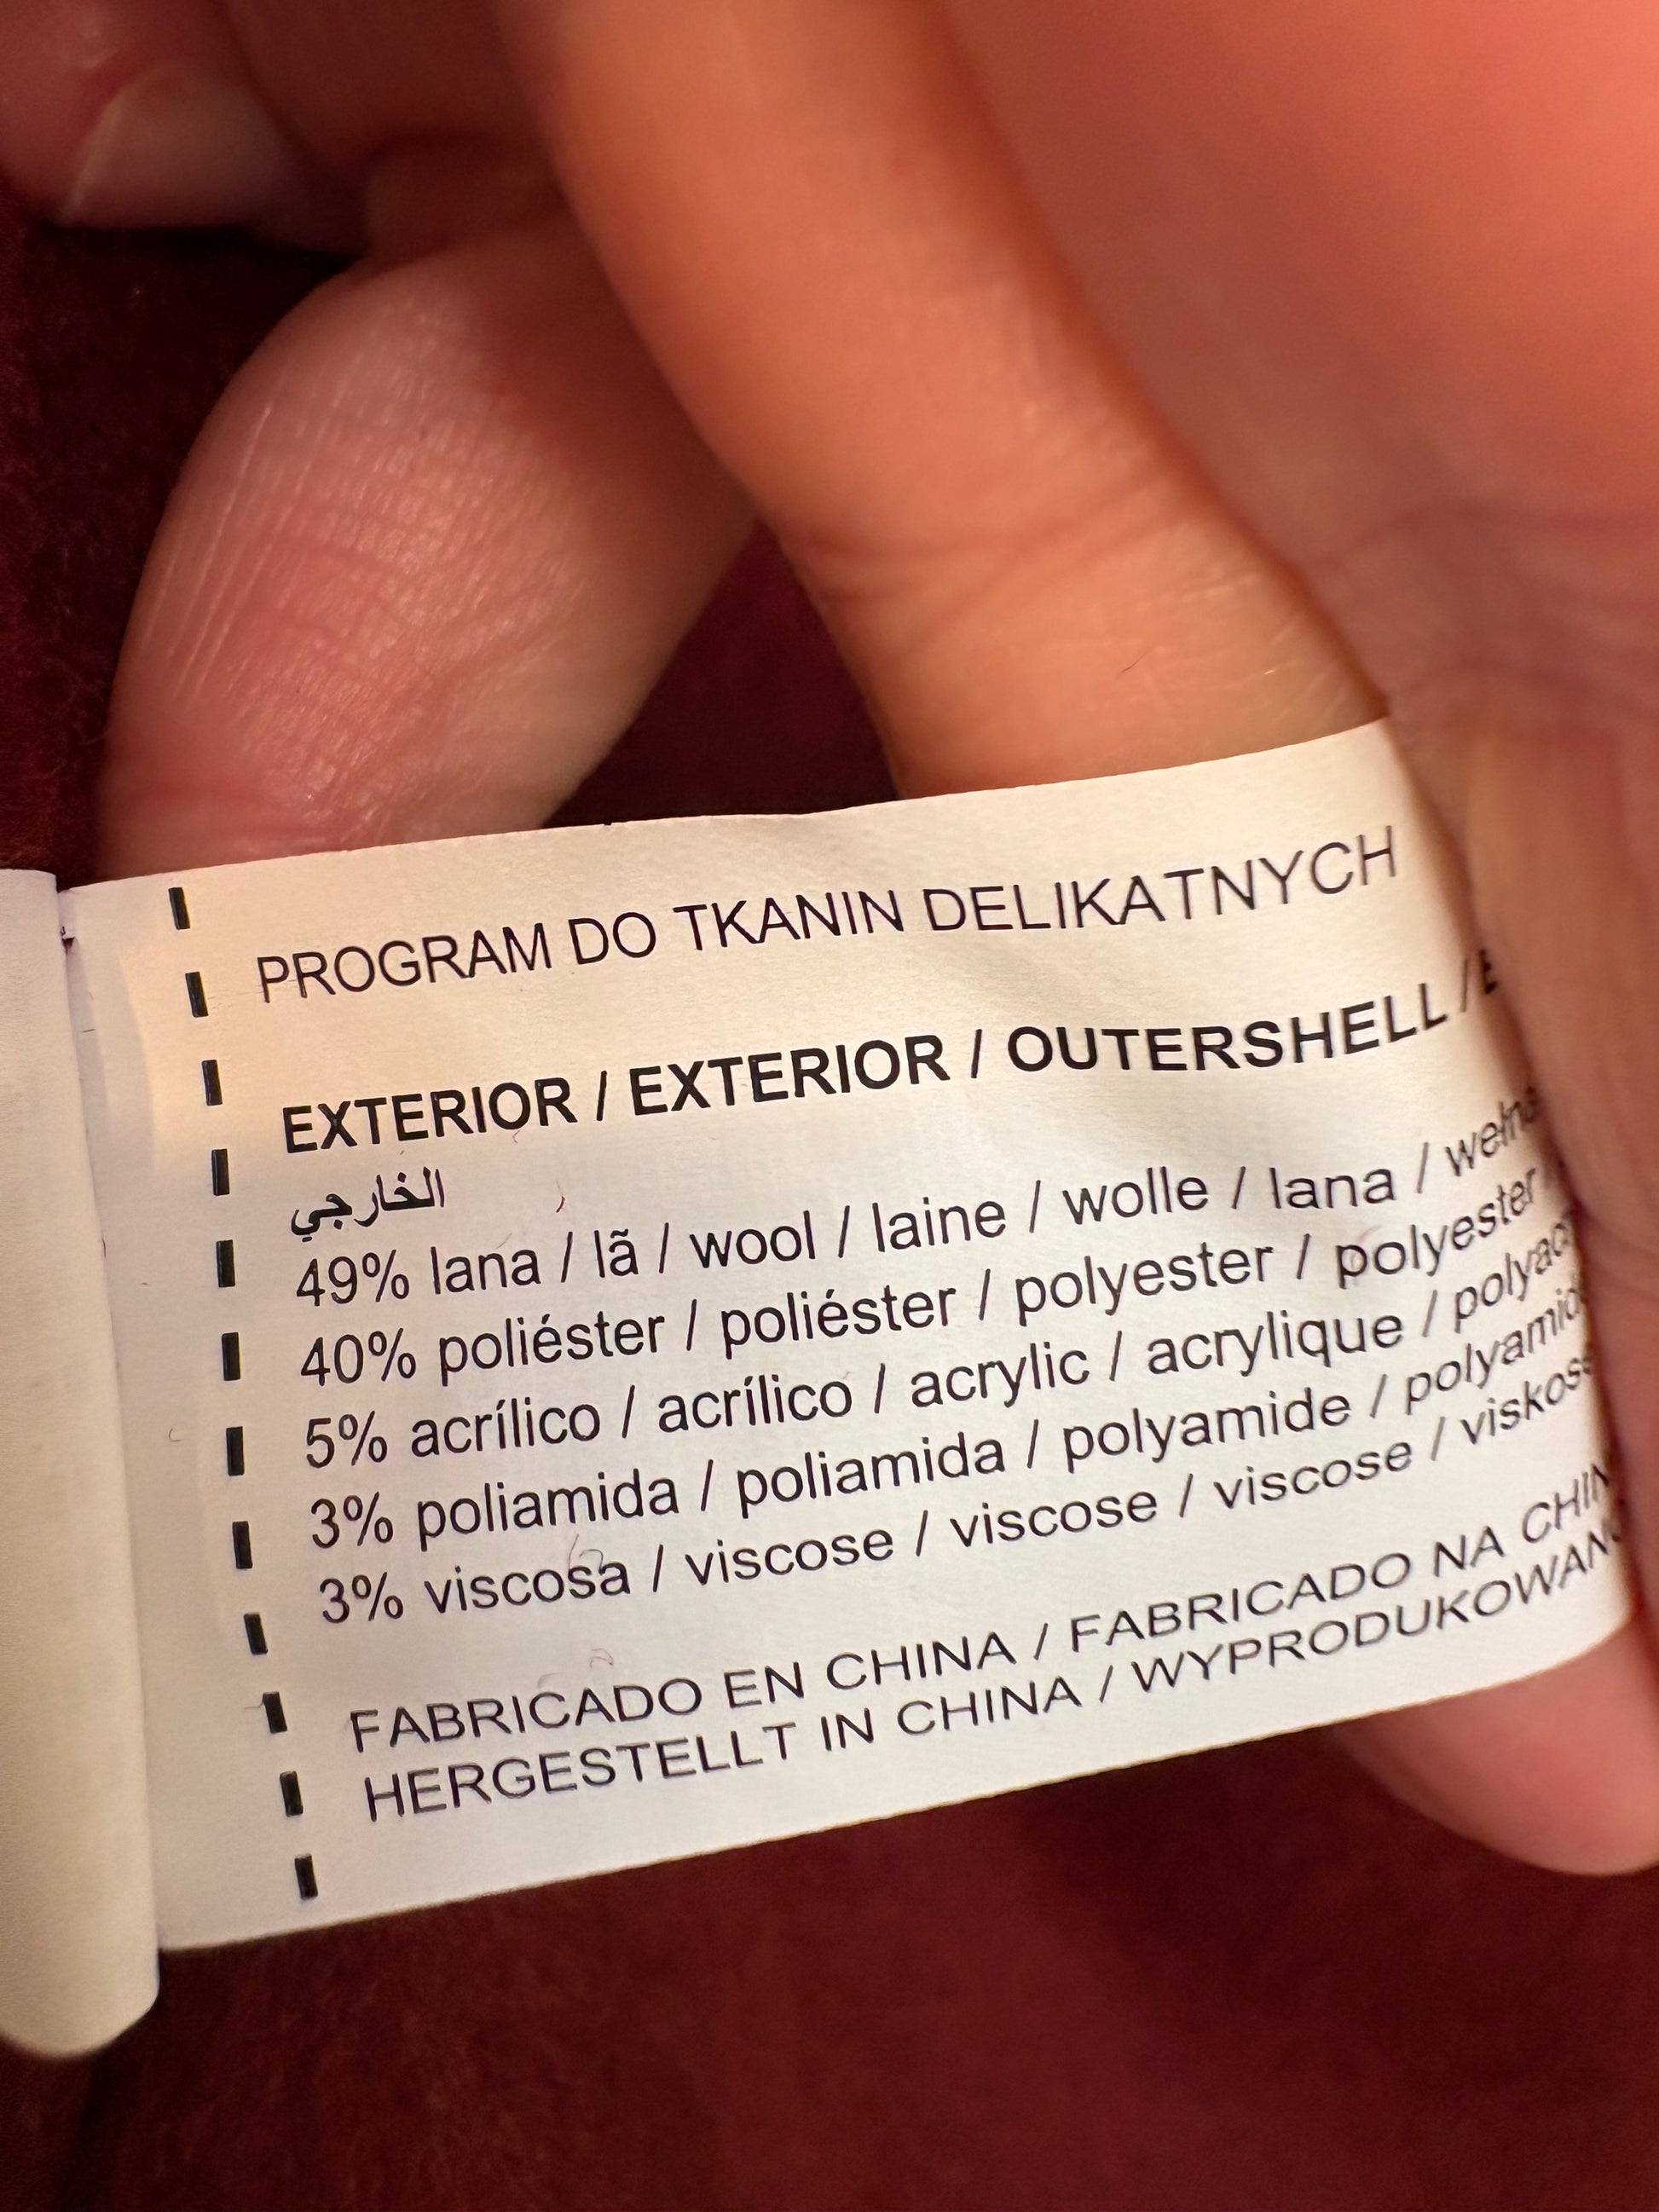 PROGRAM DO TKANIN DELIKATNYCH
EXTERIOR / EXTERIOR / OUTERSHELL /
الخارجي
49% lana / lã / wool / laine / wolle / lana / wełna
40% poliéster / poliéster / polyester / polyester
5% acrílico / acrílico / acrylic / acrylique /
3% poliamida / poliamida / polyamide /
3% viscosa / viscose / viscose / viscose /
FABRICADO EN CHINA / FABRICADO NA
HERGESTELLT IN CHINA /